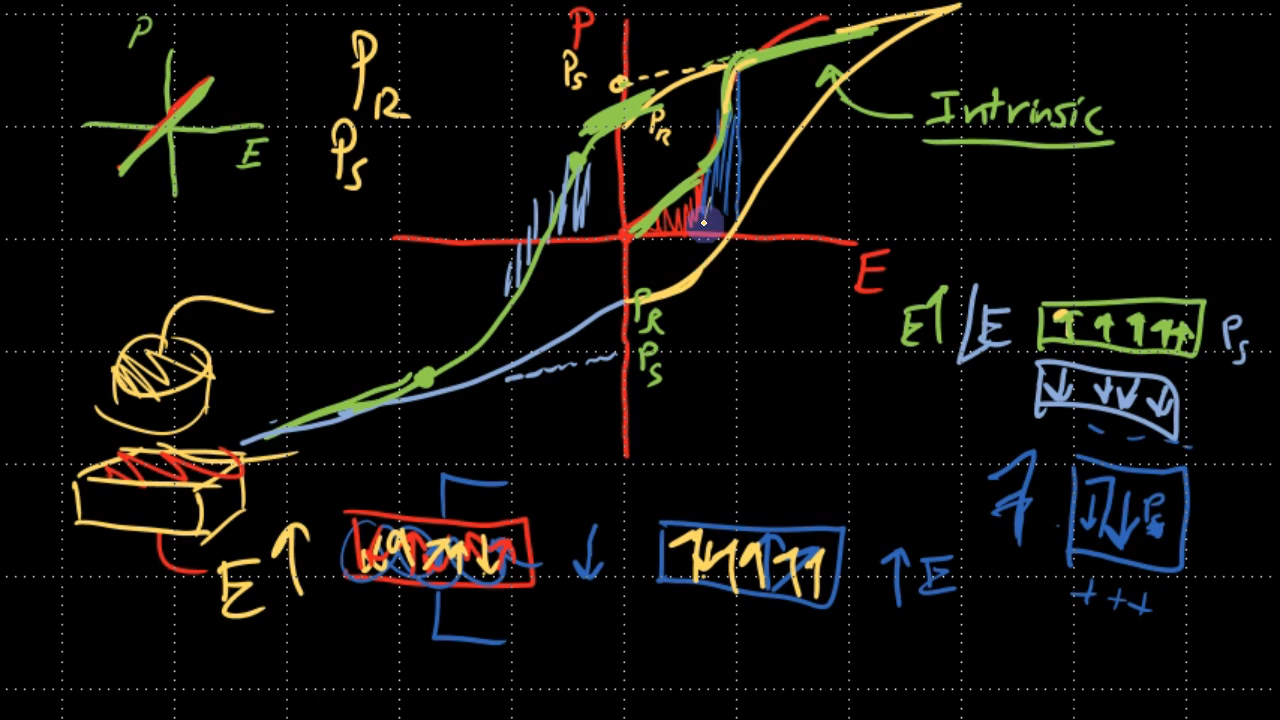 P
E
P_R
P_S
P
P_S
P_R
Intrinsic
E
P_R
P_S
E↑ / E
P_S
P_S
+ + +
E↑
↓
↑E